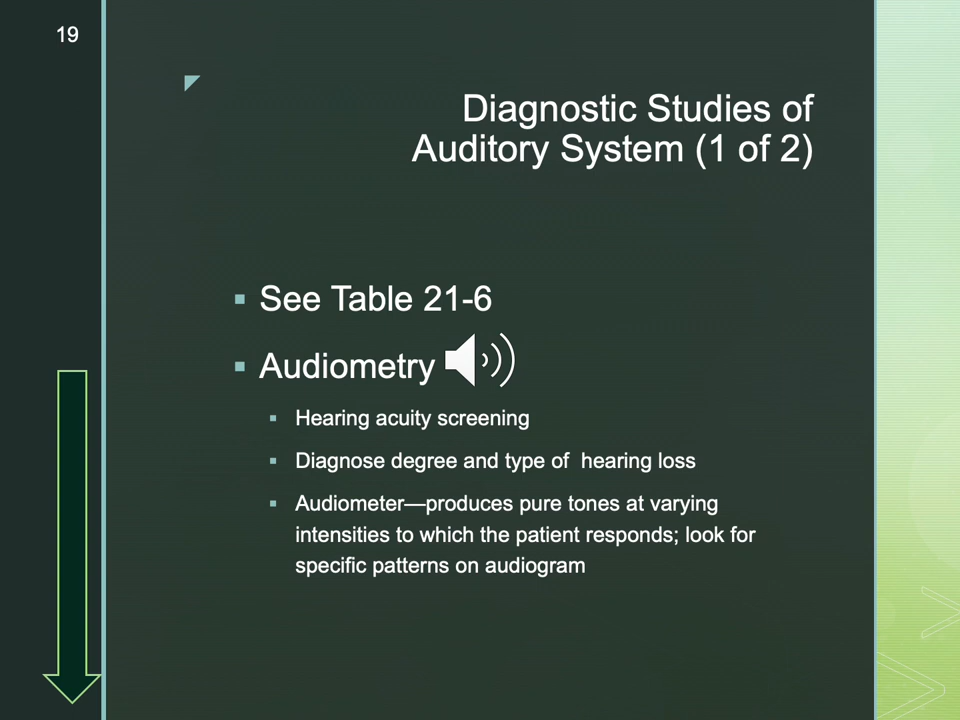 19
Diagnostic Studies of
Auditory System (1 of 2)
▪ See Table 21-6
▪ Audiometry
▪ Hearing acuity screening
▪ Diagnose degree and type of  hearing loss
▪ Audiometer—produces pure tones at varying
intensities to which the patient responds; look for
specific patterns on audiogram